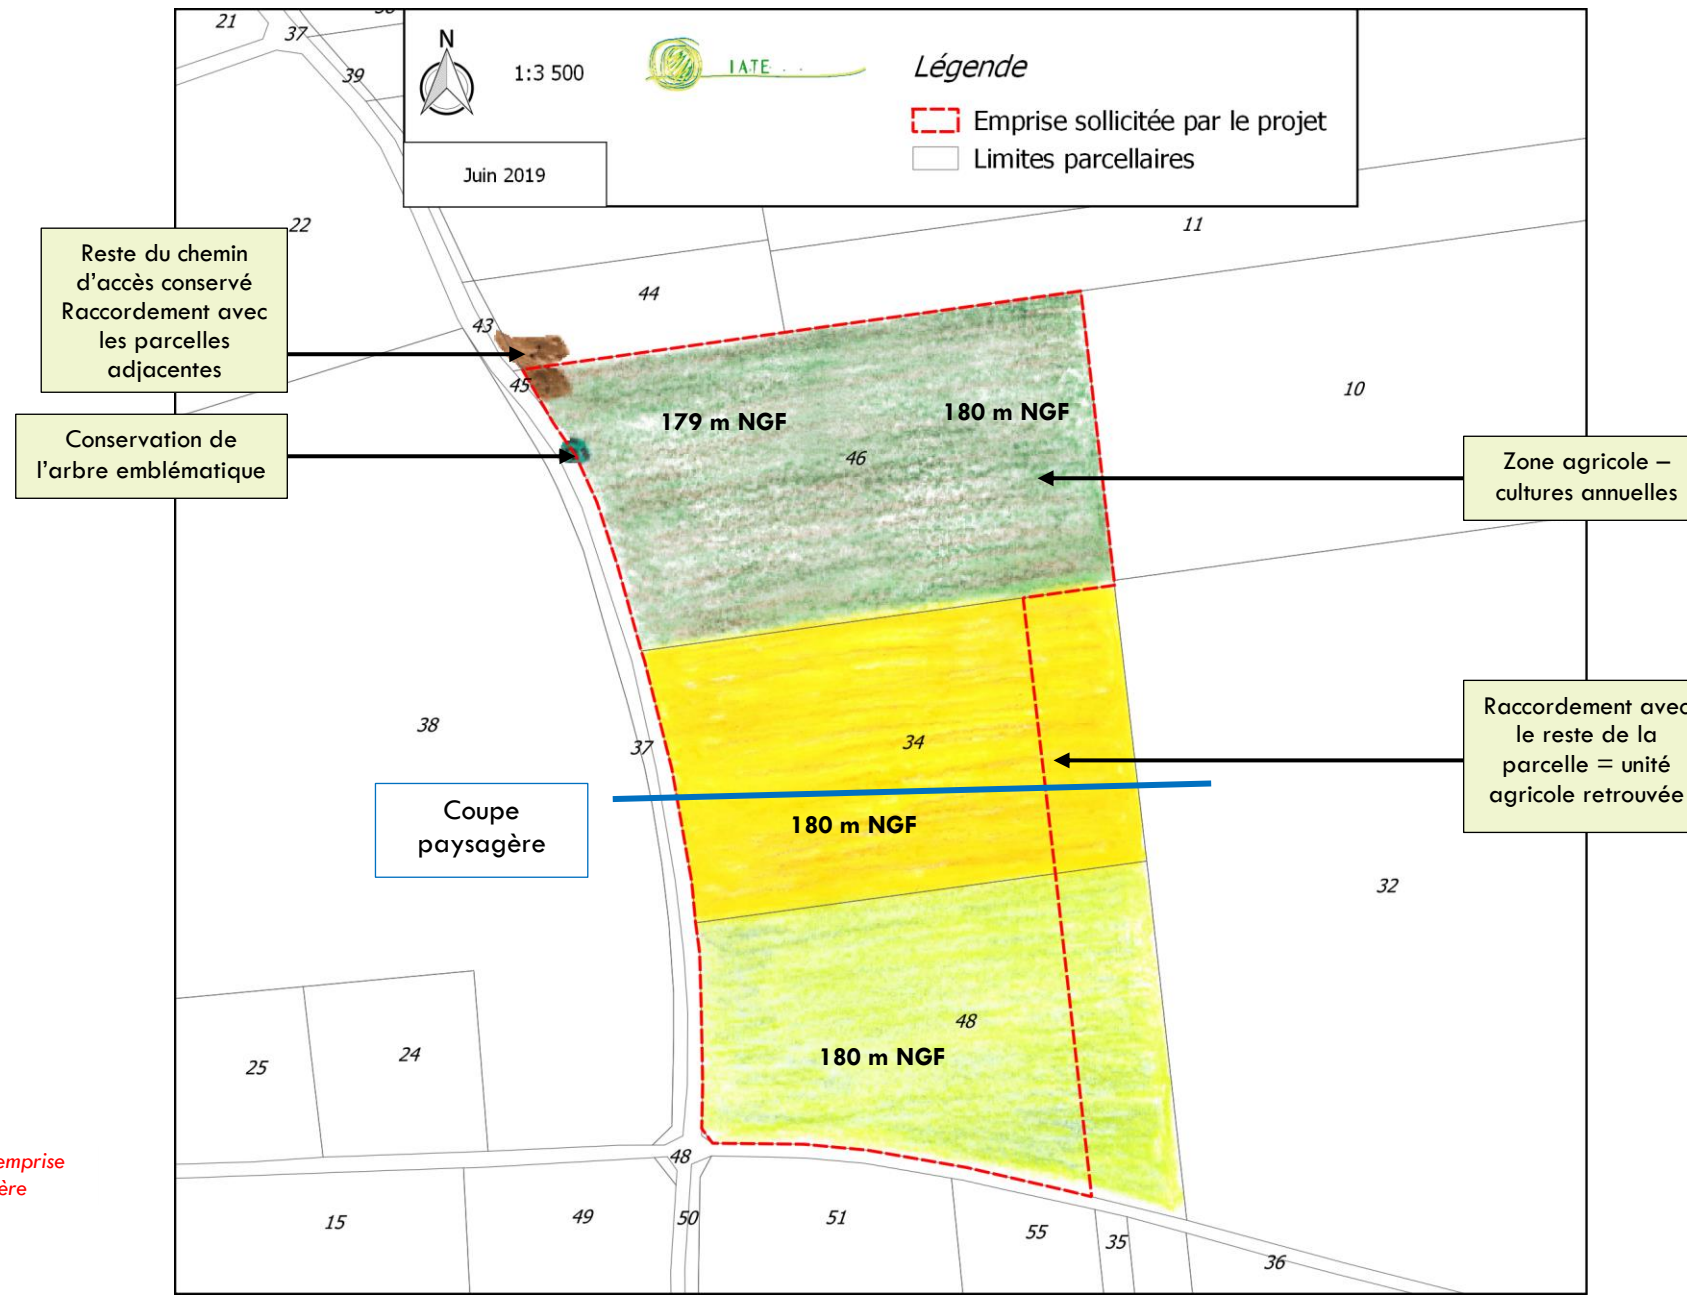 21
37
39
N
1:3 500
IATE
Juin 2019
Légende
Emprise sollicitée par le projet
Limites parcellaires
22
11
Reste du chemin
d'accès conservé
Raccordement avec
les parcelles
adjacentes
44
43
45
10
179 m NGF
180 m NGF
46
Conservation de
l'arbre emblématique
Zone agricole –
cultures annuelles
38
37
34
Raccordement avec
le reste de la
parcelle = unité
agricole retrouvée
Coupe
paysagère
180 m NGF
32
48
180 m NGF
25
24
48
emprise
ère
15
49
50
51
55
35
36